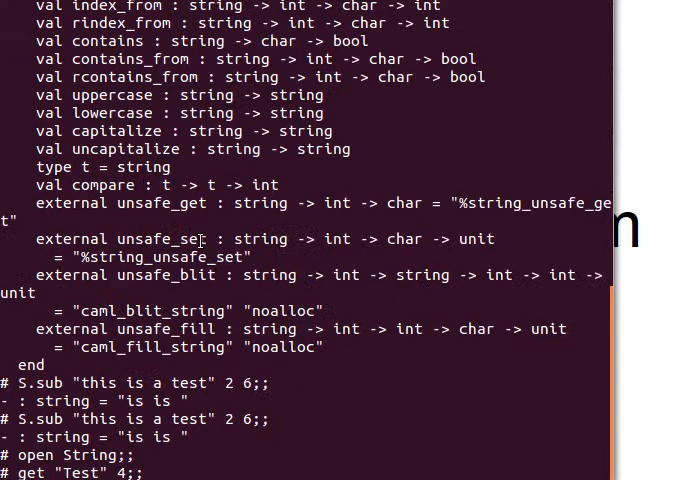 val index_from : string -> int -> char -> int
    val rindex_from : string -> int -> char -> int
    val contains : string -> char -> bool
    val contains_from : string -> int -> char -> bool
    val rcontains_from : string -> int -> char -> bool
    val uppercase : string -> string
    val lowercase : string -> string
    val capitalize : string -> string
    val uncapitalize : string -> string
    type t = string
    val compare : t -> t -> int
    external unsafe_get : string -> int -> char = "%string_unsafe_ge
t"
    external unsafe_set : string -> int -> char -> unit
      = "%string_unsafe_set"
    external unsafe_blit : string -> int -> string -> int -> int ->
unit
      = "caml_blit_string" "noalloc"
    external unsafe_fill : string -> int -> int -> char -> unit
      = "caml_fill_string" "noalloc"
  end
# S.sub "this is a test" 2 6;;
- : string = "is is "
# S.sub "this is a test" 2 6;;
- : string = "is is "
# open String;;
# get "Test" 4;;
n